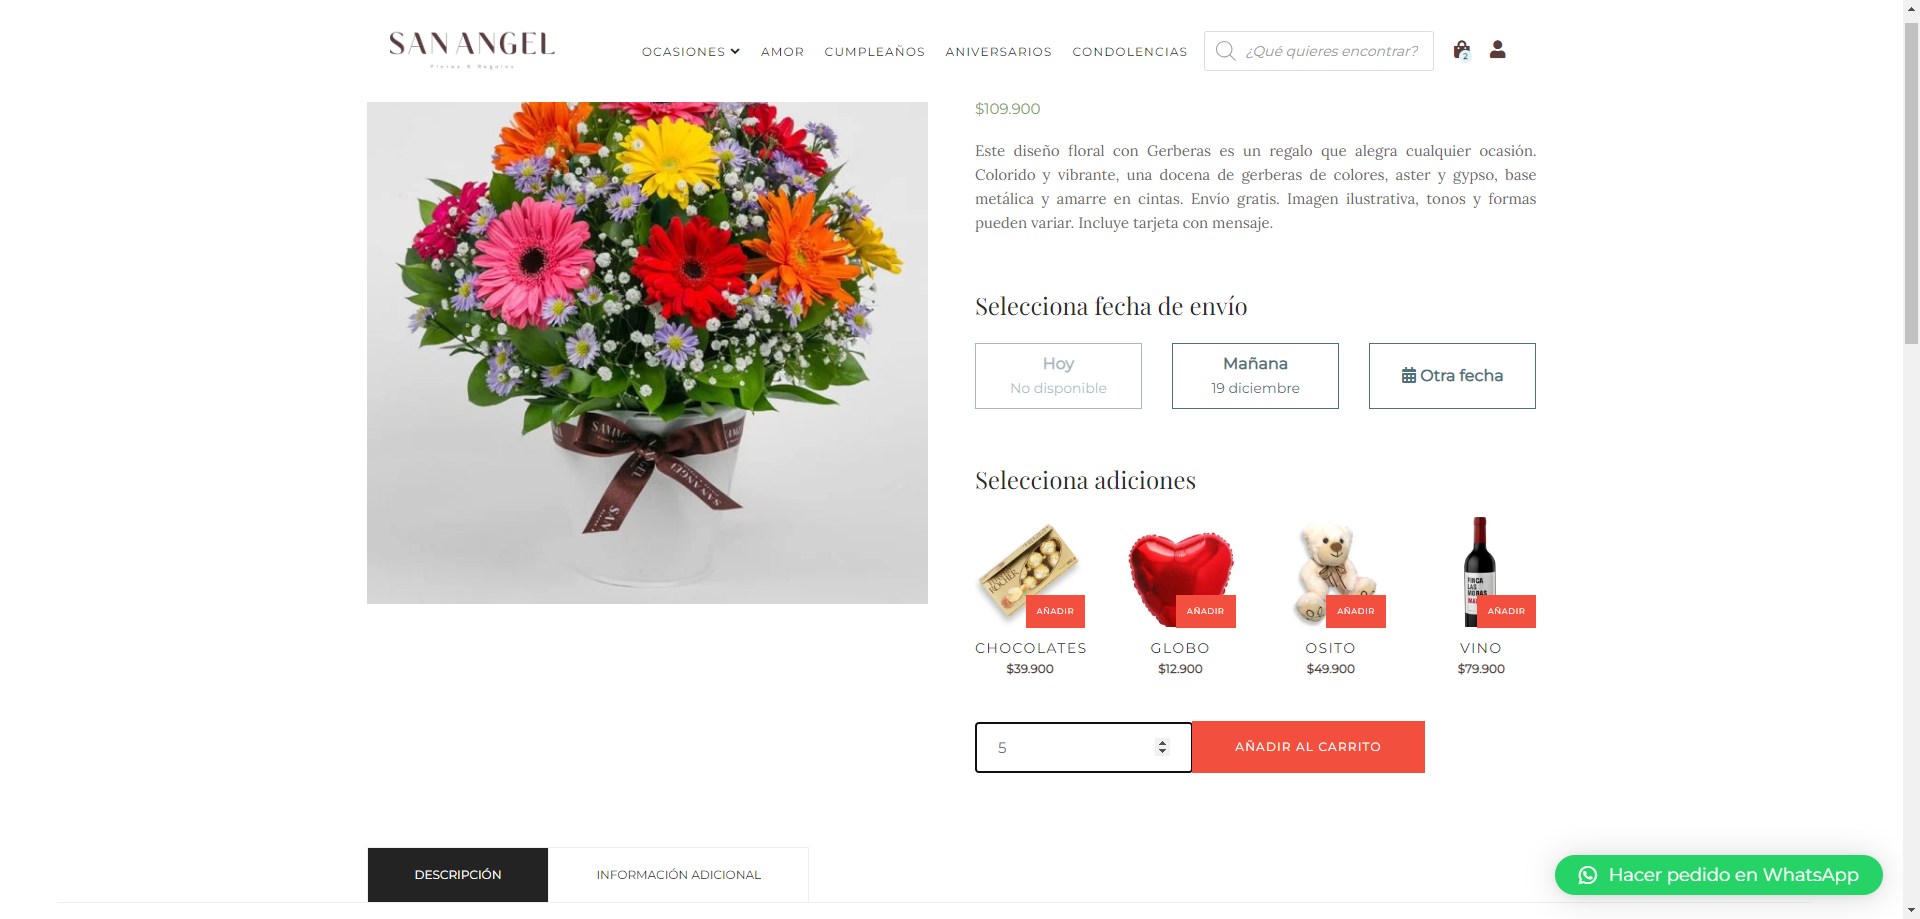 SAN ANGEL
Flores & Regalos
OCASIONES
AMOR
CUMPLEAÑOS
ANIVERSARIOS
CONDOLENCIAS
¿Qué quieres encontrar?
2
$109.900
Este diseño floral con Gerberas es un regalo que alegra cualquier ocasión.
Colorido y vibrante, una docena de gerberas de colores, aster y gypso, base
metálica y amarre en cintas. Envío gratis. Imagen ilustrativa, tonos y formas
pueden variar. Incluye tarjeta con mensaje.
Selecciona fecha de envío
Hoy
No disponible
Mañana
19 diciembre
Otra fecha
Selecciona adiciones
FINCA
LAS
MORAS
AÑADIR
AÑADIR
AÑADIR
AÑADIR
CHOCOLATES
$39.900
GLOBO
$12.900
OSITO
$49.900
VINO
$79.900
5
AÑADIR AL CARRITO
DESCRIPCIÓN
INFORMACIÓN ADICIONAL
Hacer pedido en WhatsApp